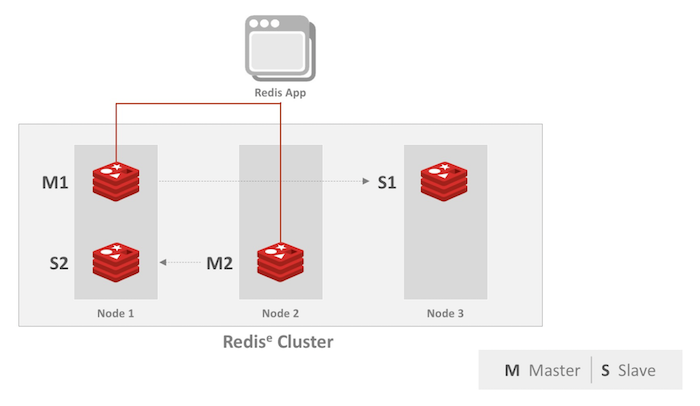 Redis App
M1
S1
S2
M2
Node 1
Node 2
Node 3
Redisᵉ Cluster
M Master | S Slave